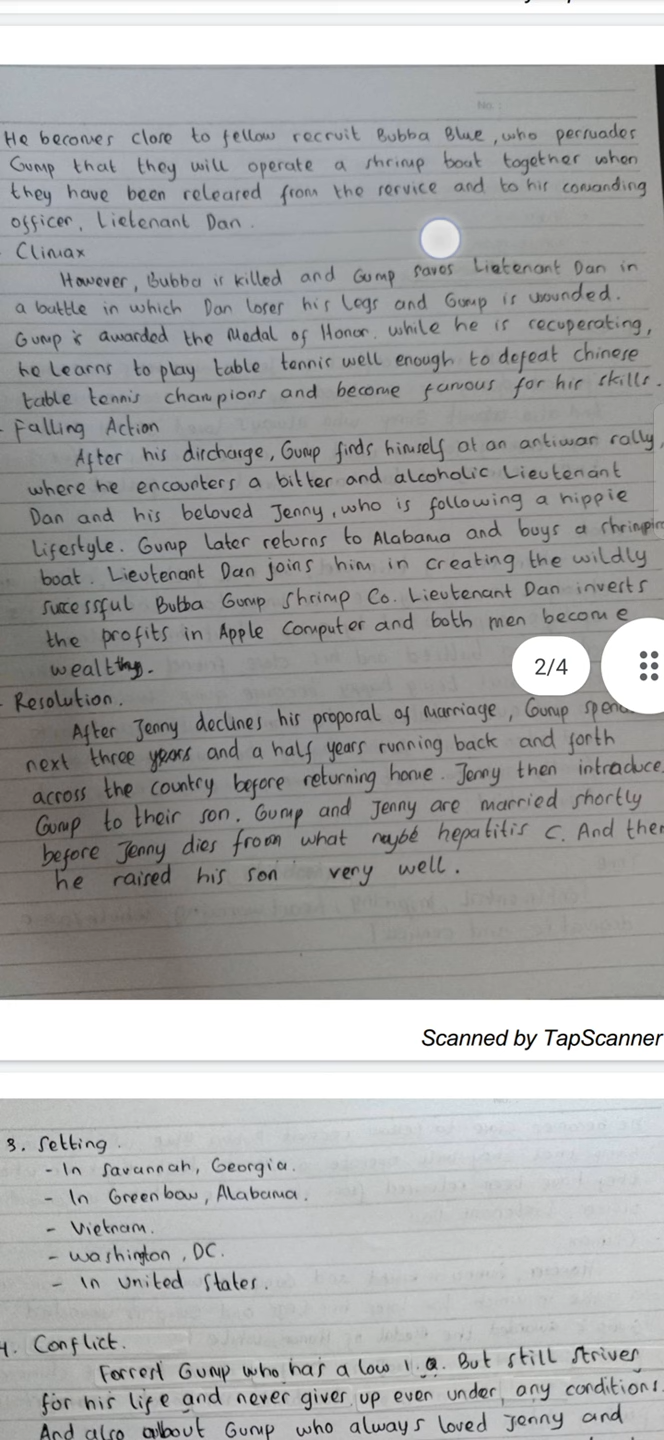 No:
He becomes close to fellow recruit Bubba Blue, who persuades
Gump that they will operate a shrimp boat together when
they have been released from the service and to his comanding
officer, Lietenant Dan.
- Climax
However, Bubba is killed and Gump saves Lietenant Dan in
a battle in which Dan loses his legs and Gump is wounded.
Gump is awarded the Medal of Honor. while he is recuperating,
he learns to play table tennis well enough to defeat chinese
table tennis champions and become famous for his skills.
- Falling Action
After his discharge, Gump finds himself at an antiwar rally,
where he encounters a bitter and alcoholic Lieutenant
Dan and his beloved Jenny, who is following a hippie
lifestyle. Gump later returns to Alabama and buys a shrimpin
boat. Lieutenant Dan joins him in creating the wildly
successful Bubba Gump Shrimp Co. Lieutenant Dan invests
the profits in Apple Computer and both men become
wealthy.
2/4
- Resolution.
After Jenny declines his proposal of marriage, Gump spend
next three years and a half years running back and forth
across the country before returning home. Jenny then introduce
Gump to their son. Gump and Jenny are married shortly
before Jenny dies from what maybe hepatitis C. And then
he raised his son very well.
Scanned by TapScanner
3. Setting.
- In Savannah, Georgia.
- In Greenbow, Alabama.
- Vietnam.
- Washington, DC.
- In United States.
4. Conflict.
Forrest Gump who has a low I.Q. But still strives
for his life and never gives up even under any conditions.
And also about Gump who always loved Jenny and